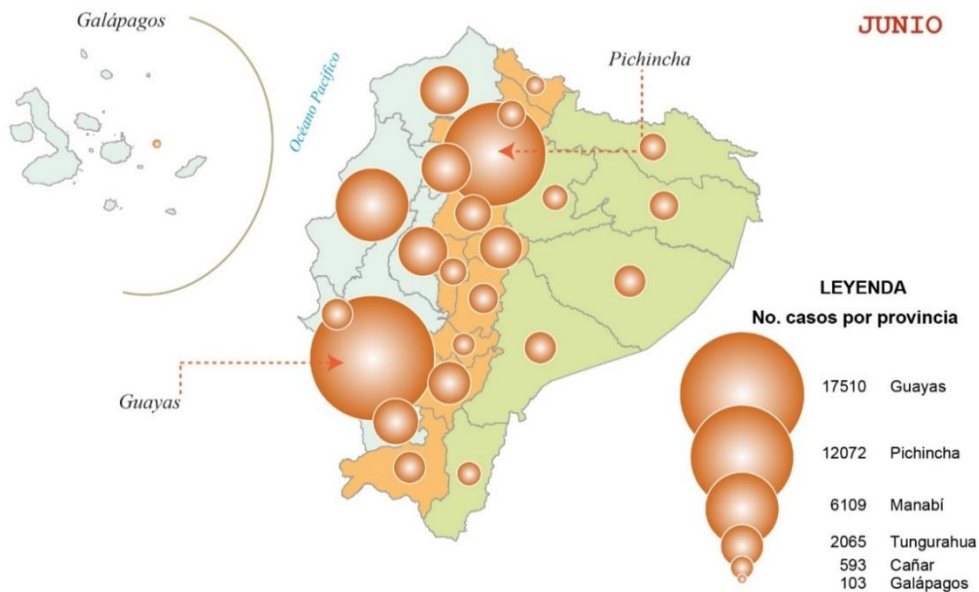 Galápagos
JUNIO
Pichincha
Océano Pacífico
Guayas
LEYENDA
No. casos por provincia
17510 Guayas
12072 Pichincha
6109 Manabí
2065 Tungurahua
593 Cañar
103 Galápagos